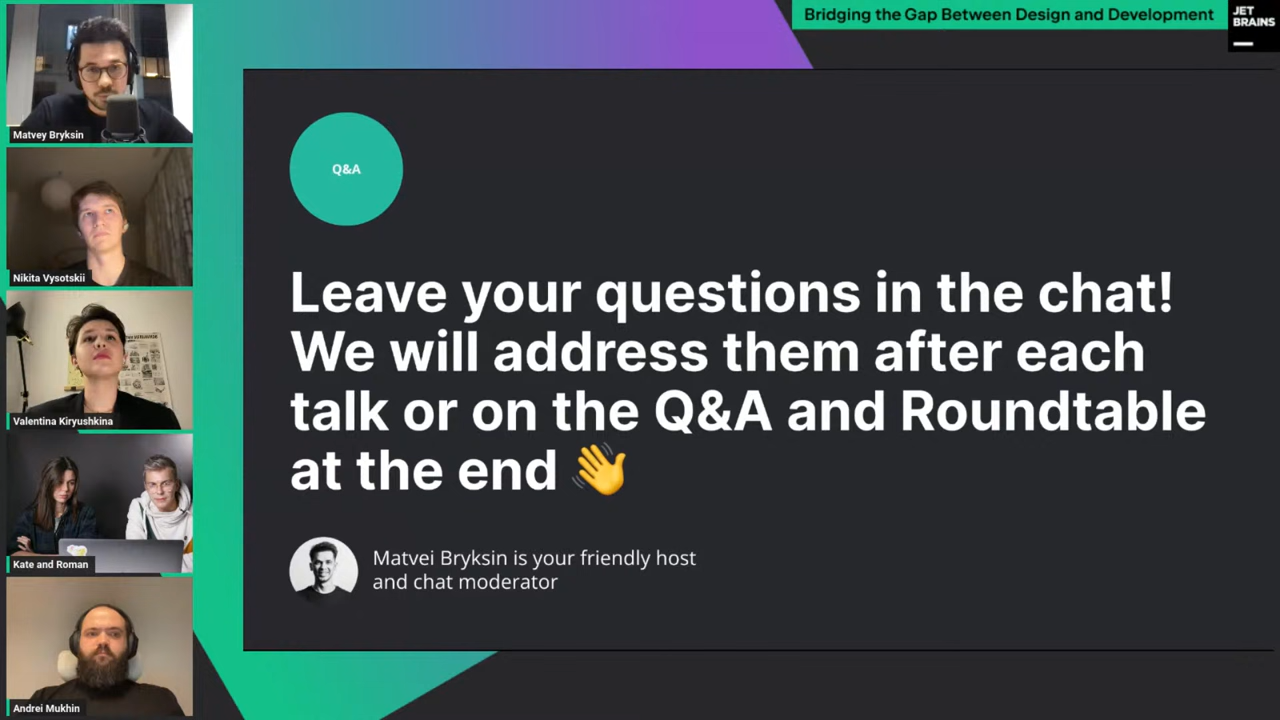 Bridging the Gap Between Design and Development
JET
BRAINS
Matvey Bryksin
Nikita Vysotskii
Valentina Kiryushkina
Kate and Roman
Andrei Mukhin
Q&A
Leave your questions in the chat!
We will address them after each
talk or on the Q&A and Roundtable
at the end 👋
Matvei Bryksin is your friendly host
and chat moderator